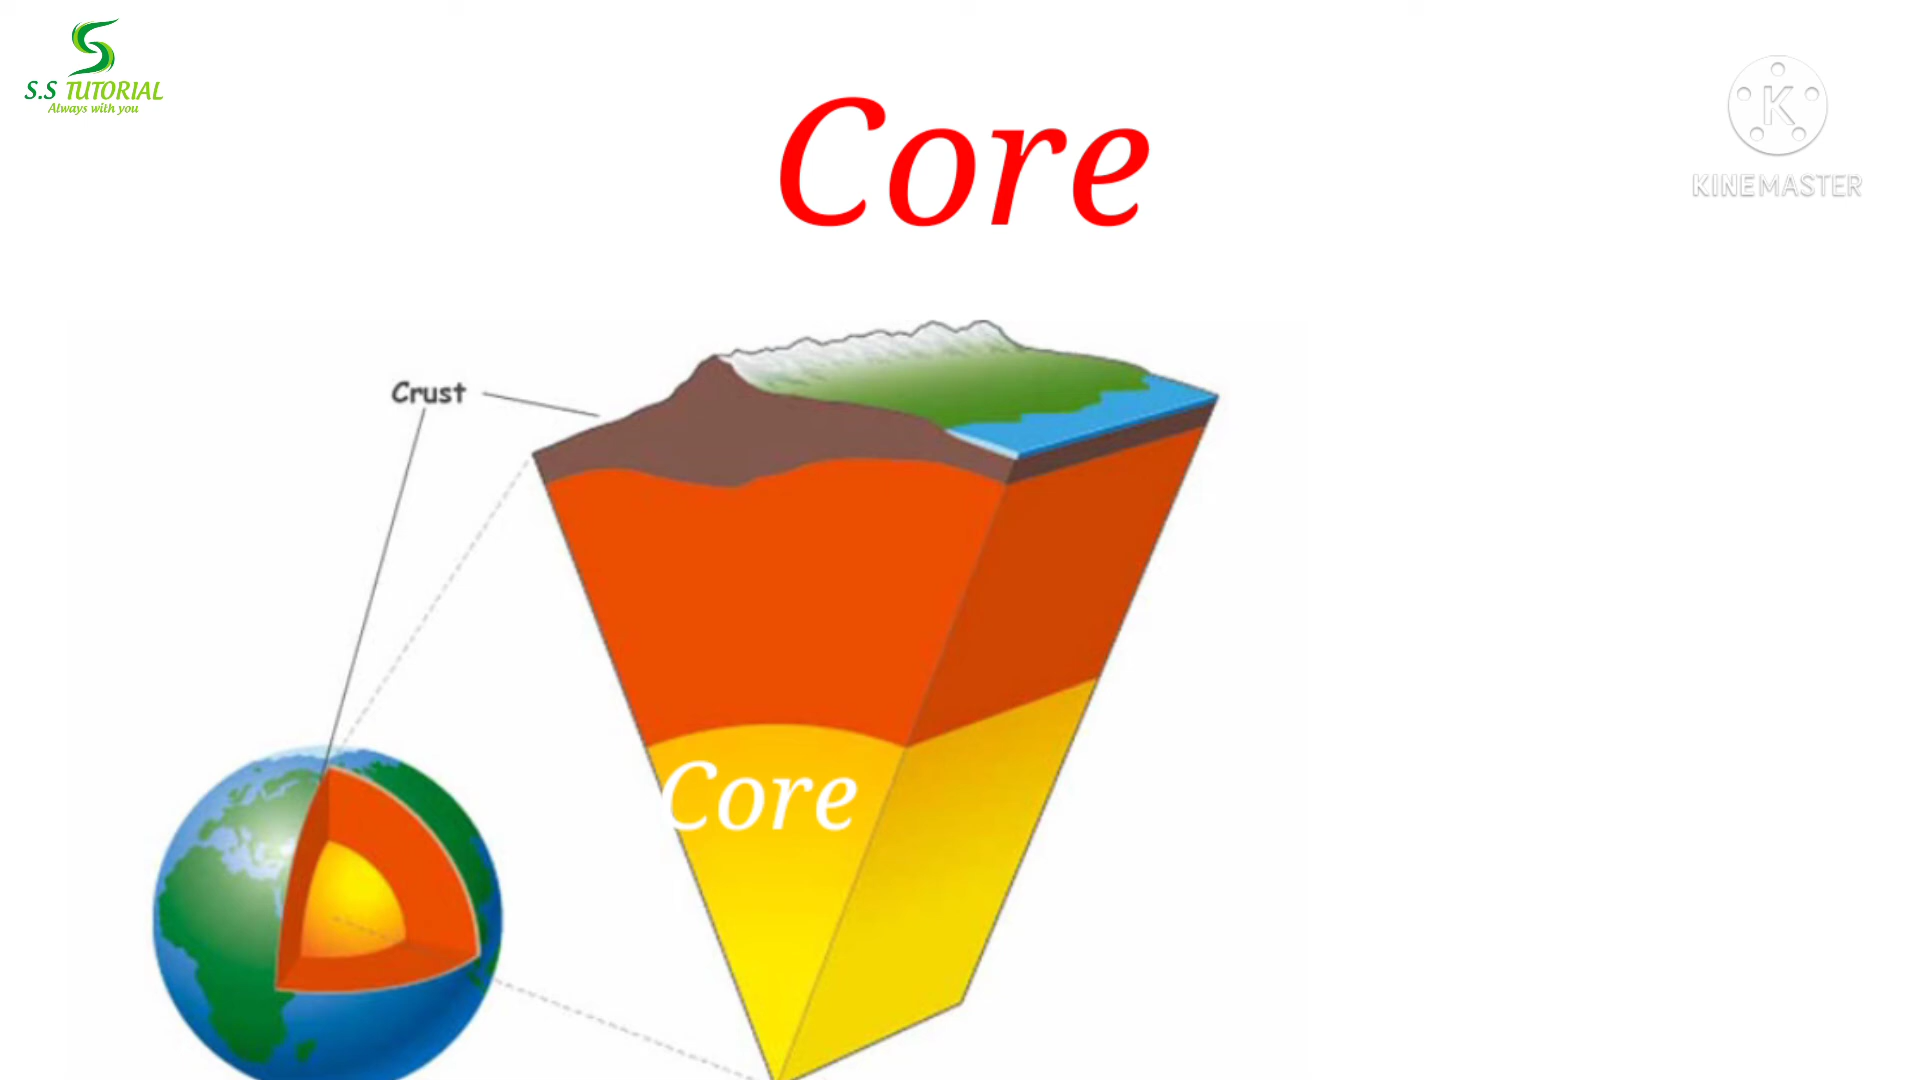 S.S TUTORIAL
Always with you
K
KINEMASTER
Core
Crust
Core